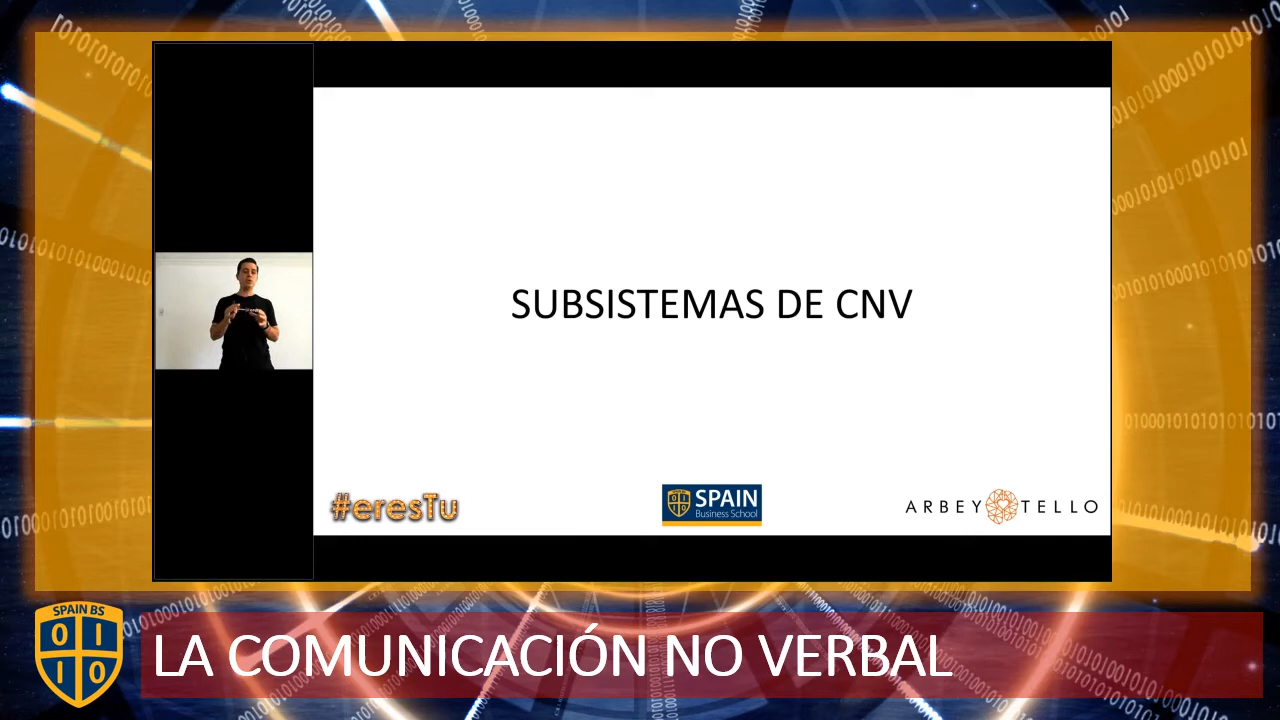 SUBSISTEMAS DE CNV
#eresTu
SPAIN
Business School
ARBEY TELLO
SPAIN BS
LA COMUNICACIÓN NO VERBAL